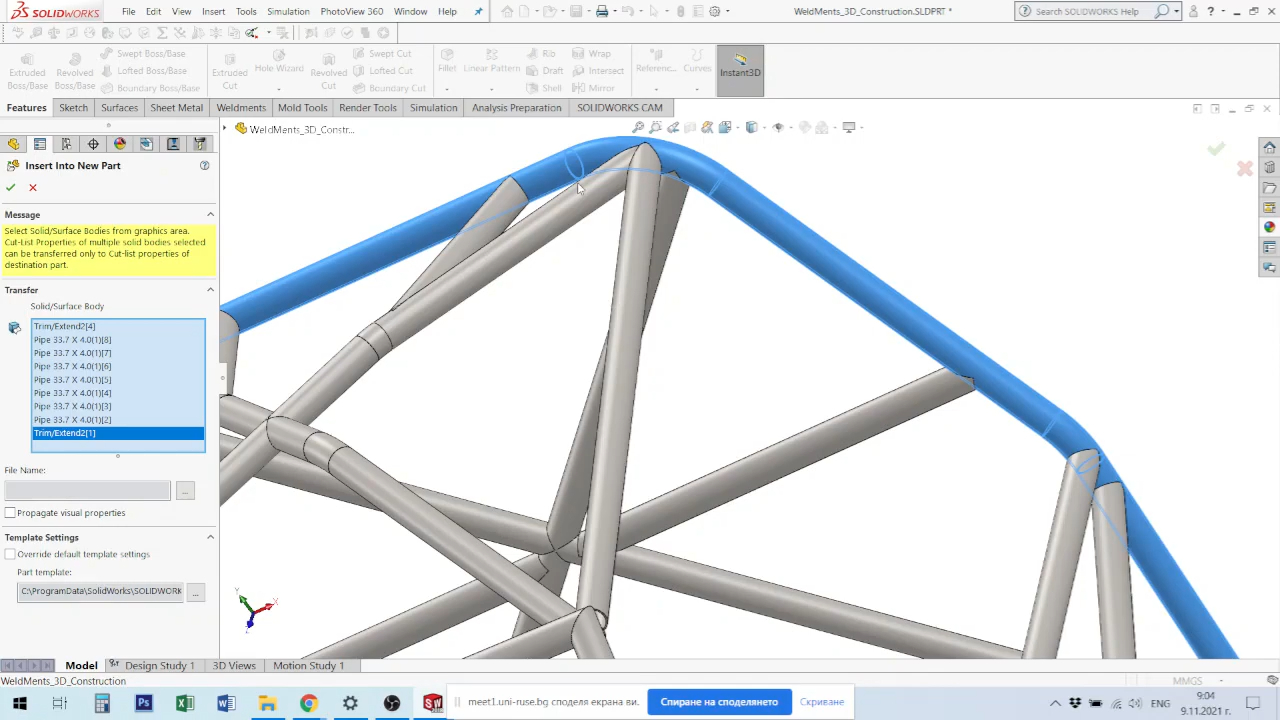 SOLIDWORKS
File Edit View Insert Tools Simulation PhotoView 360 Window Help
WeldMents_3D_Construction.SLDPRT *
Search SOLIDWORKS Help
Extruded Boss/Base
Revolved Boss/Base
Swept Boss/Base
Lofted Boss/Base
Boundary Boss/Base
Extruded Cut
Hole Wizard
Revolved Cut
Swept Cut
Lofted Cut
Boundary Cut
Fillet
Linear Pattern
Rib
Draft
Shell
Wrap
Intersect
Mirror
Referenc...
Curves
Instant3D
Features Sketch Surfaces Sheet Metal Weldments Mold Tools Render Tools Simulation Analysis Preparation SOLIDWORKS CAM
WeldMents_3D_Constr...
Insert Into New Part
Message
Select Solid/Surface Bodies from graphics area.
Cut-List Properties of multiple solid bodies selected
can be transferred only to Cut-list properties of
destination part.
Transfer
Solid/Surface Body
Trim/Extend2[4]
Pipe 33.7 X 4.0(1)[8]
Pipe 33.7 X 4.0(1)[7]
Pipe 33.7 X 4.0(1)[6]
Pipe 33.7 X 4.0(1)[5]
Pipe 33.7 X 4.0(1)[4]
Pipe 33.7 X 4.0(1)[3]
Pipe 33.7 X 4.0(1)[2]
Trim/Extend2[1]
File Name:
...
Propagate visual properties
Template Settings
Override default template settings
Part template:
C:\ProgramData\SolidWorks\SOLIDWORK
...
Y X Z
Model Design Study 1 3D Views Motion Study 1
WeldMents_3D_Construction
MMGS
meet1.uni-ruse.bg споделя екрана ви.
Спиране на споделянето
Скриване
ENG
9:04
9.11.2021 г.